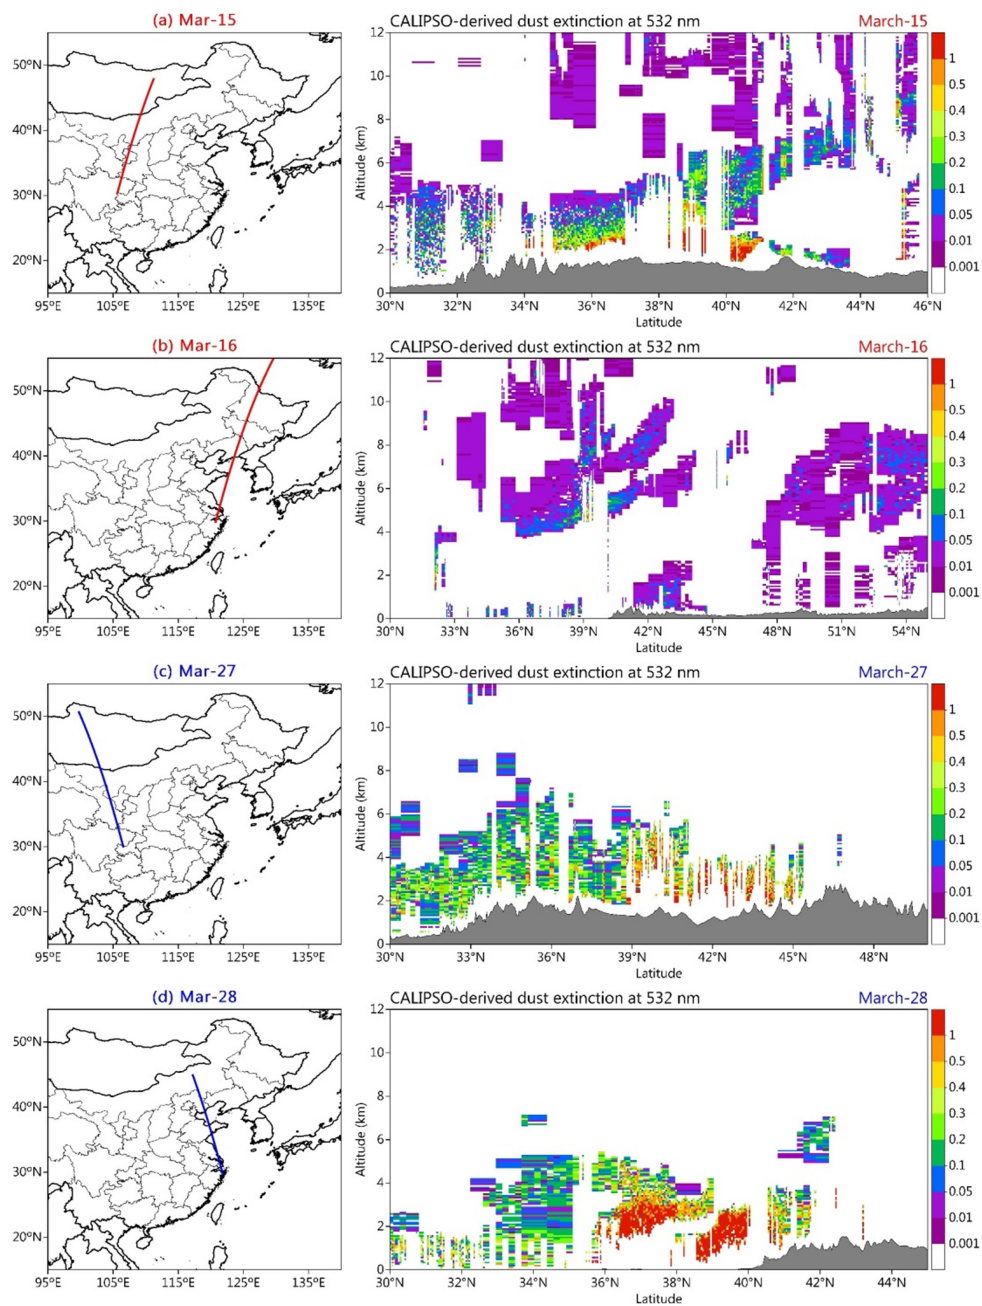 (a) Mar-15
CALIPSO-derived dust extinction at 532 nm March-15
50°N
40°N
30°N
20°N
95°E 105°E 115°E 125°E 135°E
Altitude (km)
12
10
8
6
4
2
0
30°N 32°N 34°N 36°N 38°N 40°N 42°N 44°N 46°N
Latitude
1
0.5
0.4
0.3
0.2
0.1
0.05
0.01
0.001
(b) Mar-16
CALIPSO-derived dust extinction at 532 nm March-16
50°N
40°N
30°N
20°N
95°E 105°E 115°E 125°E 135°E
Altitude (km)
12
10
8
6
4
2
0
30°N 33°N 36°N 39°N 42°N 45°N 48°N 51°N 54°N
Latitude
1
0.5
0.4
0.3
0.2
0.1
0.05
0.01
0.001
(c) Mar-27
CALIPSO-derived dust extinction at 532 nm March-27
50°N
40°N
30°N
20°N
95°E 105°E 115°E 125°E 135°E
Altitude (km)
12
10
8
6
4
2
0
30°N 33°N 36°N 39°N 42°N 45°N 48°N
Latitude
1
0.5
0.4
0.3
0.2
0.1
0.05
0.01
0.001
(d) Mar-28
CALIPSO-derived dust extinction at 532 nm March-28
50°N
40°N
30°N
20°N
95°E 105°E 115°E 125°E 135°E
Altitude (km)
12
10
8
6
4
2
0
30°N 32°N 34°N 36°N 38°N 40°N 42°N 44°N
Latitude
1
0.5
0.4
0.3
0.2
0.1
0.05
0.01
0.001